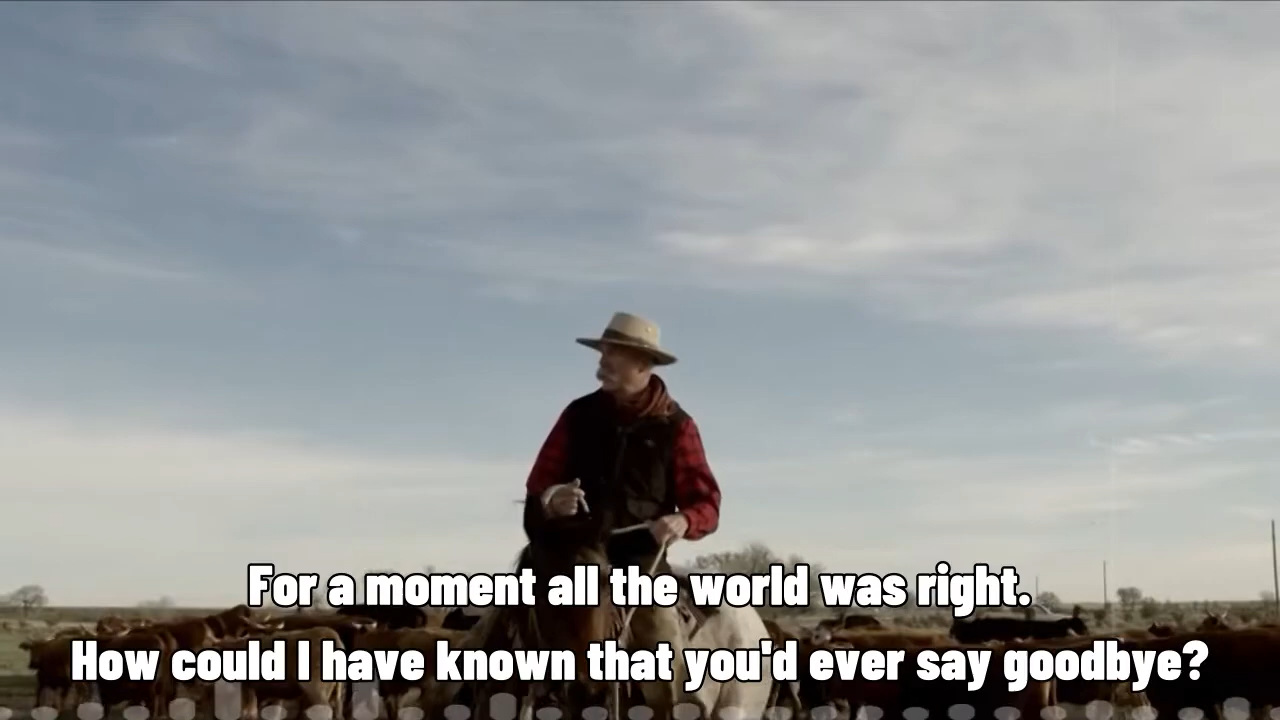 For a moment all the world was right.
How could I have known that you'd ever say goodbye?